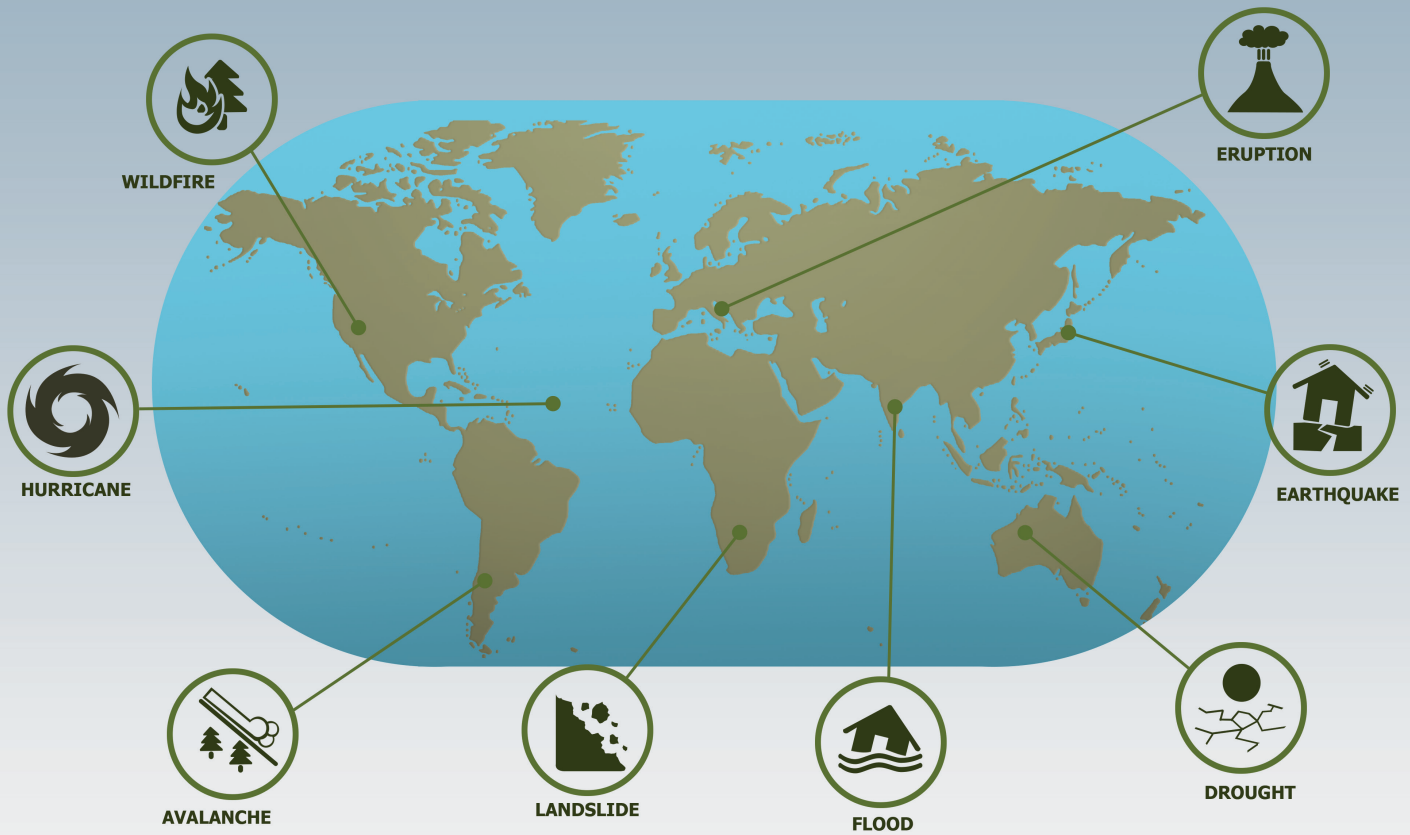 ERUPTION
WILDFIRE
HURRICANE
EARTHQUAKE
DROUGHT
LANDSLIDE
AVALANCHE
FLOOD